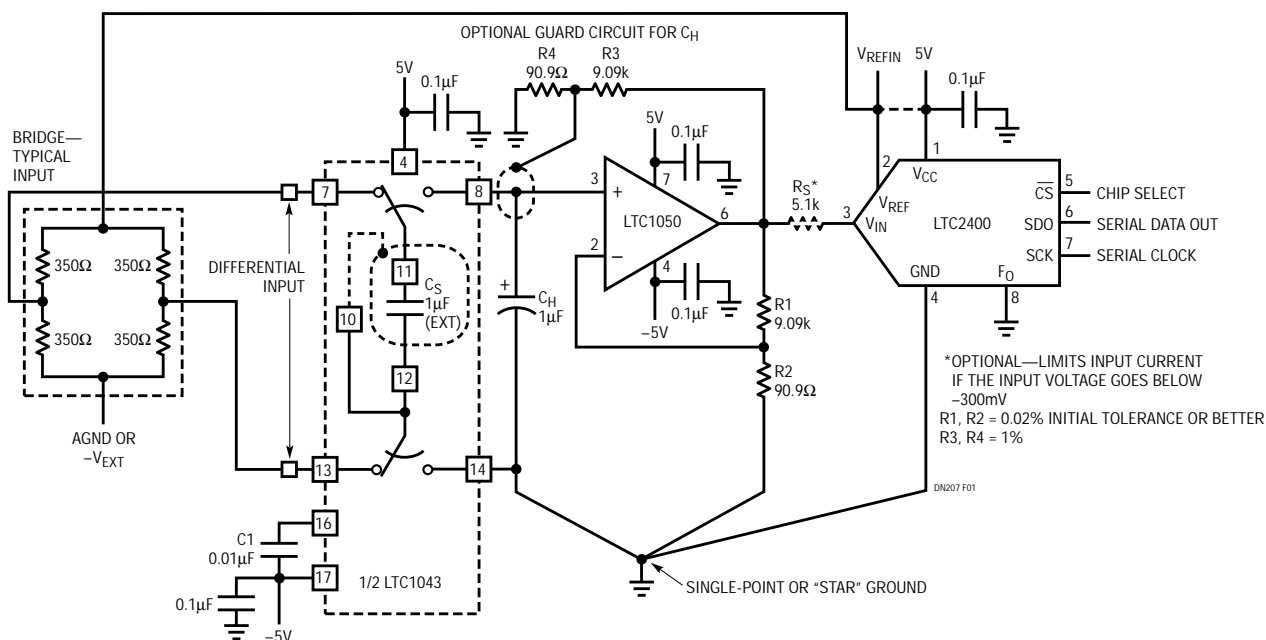 OPTIONAL GUARD CIRCUIT FOR CH
R4
90.9Ω
R3
9.09k
VREFIN
5V
0.1µF
5V
0.1µF
BRIDGE—
TYPICAL
INPUT
350Ω
350Ω
350Ω
350Ω
AGND OR
–VEXT
DIFFERENTIAL
INPUT
4
7
8
11
CS
1µF
(EXT)
10
12
13
14
16
17
C1
0.01µF
0.1µF
–5V
1/2 LTC1043
+
CH
1µF
5V
0.1µF
7
3
+
LTC1050
6
2
–
4
0.1µF
–5V
RS*
5.1k
R1
9.09k
R2
90.9Ω
2
1
VCC
VREF
3
VIN
LTC2400
GND
4
FO
8
CS
5
CHIP SELECT
SDO
6
SERIAL DATA OUT
SCK
7
SERIAL CLOCK
*OPTIONAL—LIMITS INPUT CURRENT
IF THE INPUT VOLTAGE GOES BELOW
–300mV
R1, R2 = 0.02% INITIAL TOLERANCE OR BETTER
R3, R4 = 1%
DN207 F01
SINGLE-POINT OR "STAR" GROUND